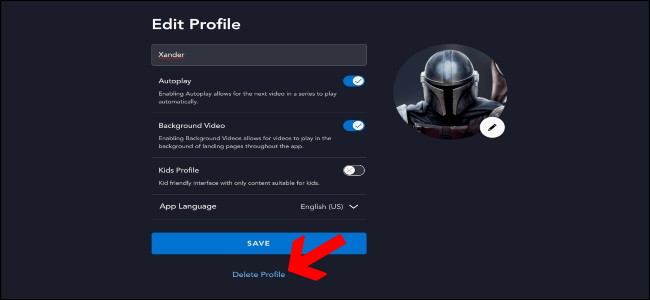 Edit Profile
Xander
Autoplay
Enabling Autoplay allows for the next video in a series to play
automatically.
Background Video
Enabling Background Videos allows for videos to play in the
background of landing pages throughout the app.
Kids Profile
Kid friendly interface with only content suitable for kids.
App Language English (US)
SAVE
Delete Profile